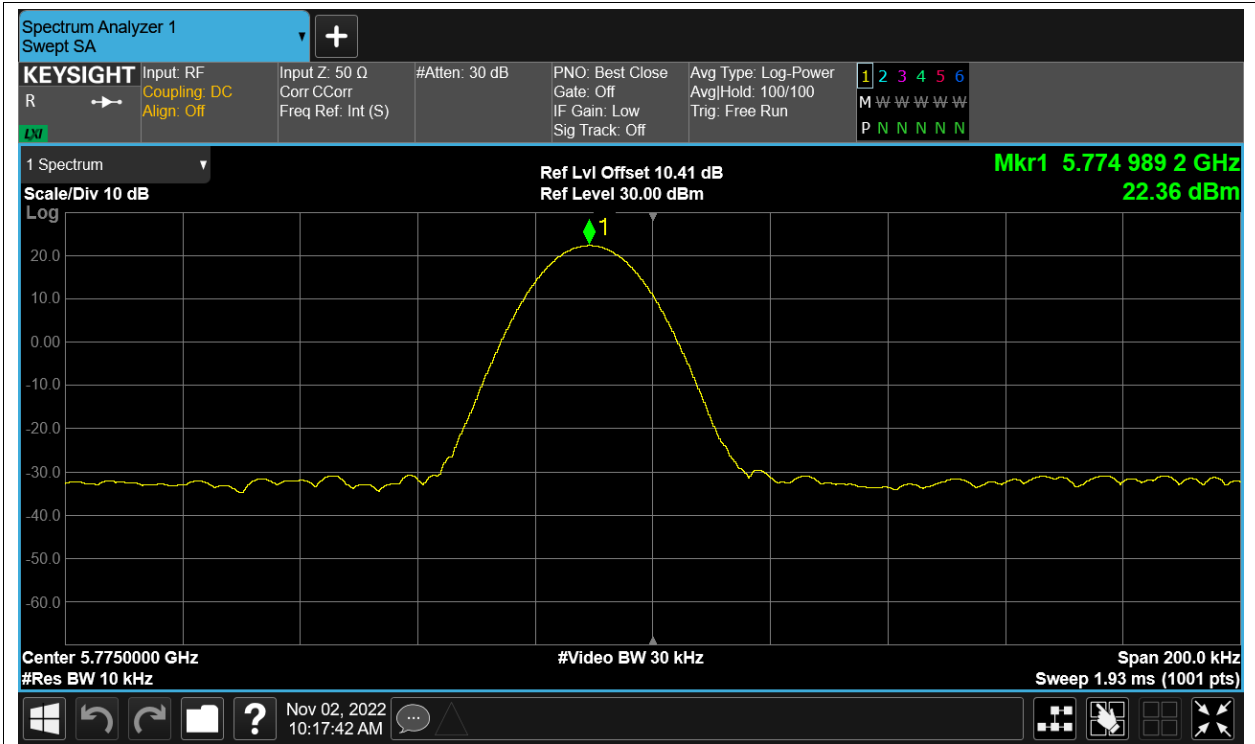 Spectrum Analyzer 1
Swept SA
+
KEYSIGHT
R
LXI
Input: RF
Coupling: DC
Align: Off
Input Z: 50 Ω
Corr CCorr
Freq Ref: Int (S)
#Atten: 30 dB
PNO: Best Close
Gate: Off
IF Gain: Low
Sig Track: Off
Avg Type: Log-Power
Avg|Hold: 100/100
Trig: Free Run
1 2 3 4 5 6
M W W W W W
P N N N N N
1 Spectrum
Scale/Div 10 dB
Log
Ref Lvl Offset 10.41 dB
Ref Level 30.00 dBm
Mkr1 5.774 989 2 GHz
22.36 dBm
1
20.0
10.0
0.00
-10.0
-20.0
-30.0
-40.0
-50.0
-60.0
Center 5.7750000 GHz
#Video BW 30 kHz
Span 200.0 kHz
#Res BW 10 kHz
Sweep 1.93 ms (1001 pts)
?
Nov 02, 2022
10:17:42 AM